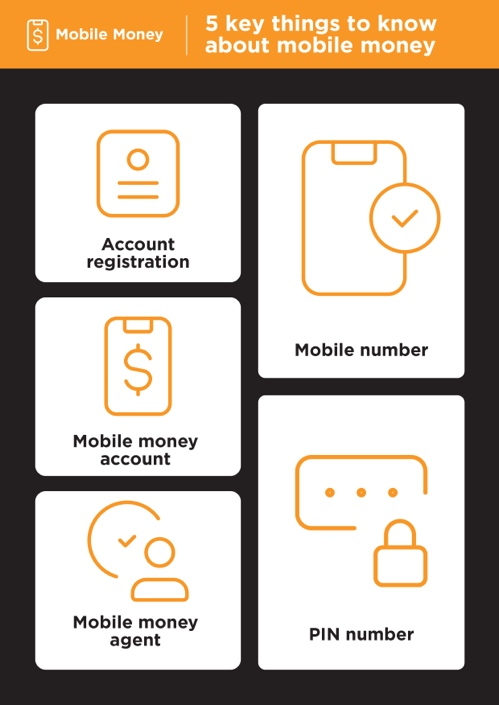 Mobile Money
5 key things to know
about mobile money
Account
registration
Mobile number
Mobile money
account
Mobile money
agent
PIN number